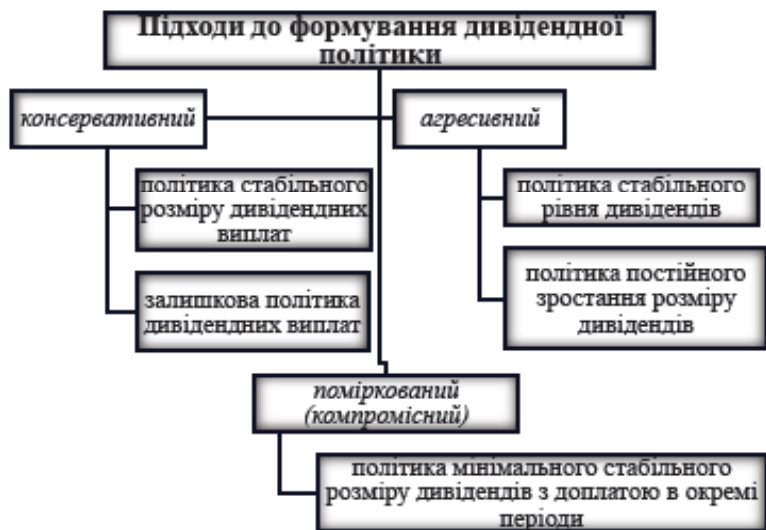 Підходи до формування дивідендної
політики
консервативний
агресивний
політика стабільного
розміру дивідендних
виплат
залишкова політика
дивідендних виплат
політика стабільного
рівня дивідендів
політика постійного
зростання розміру
дивідендів
поміркований
(компромісний)
політика мінімального стабільного
розміру дивідендів з доплатою в окремі
періоди